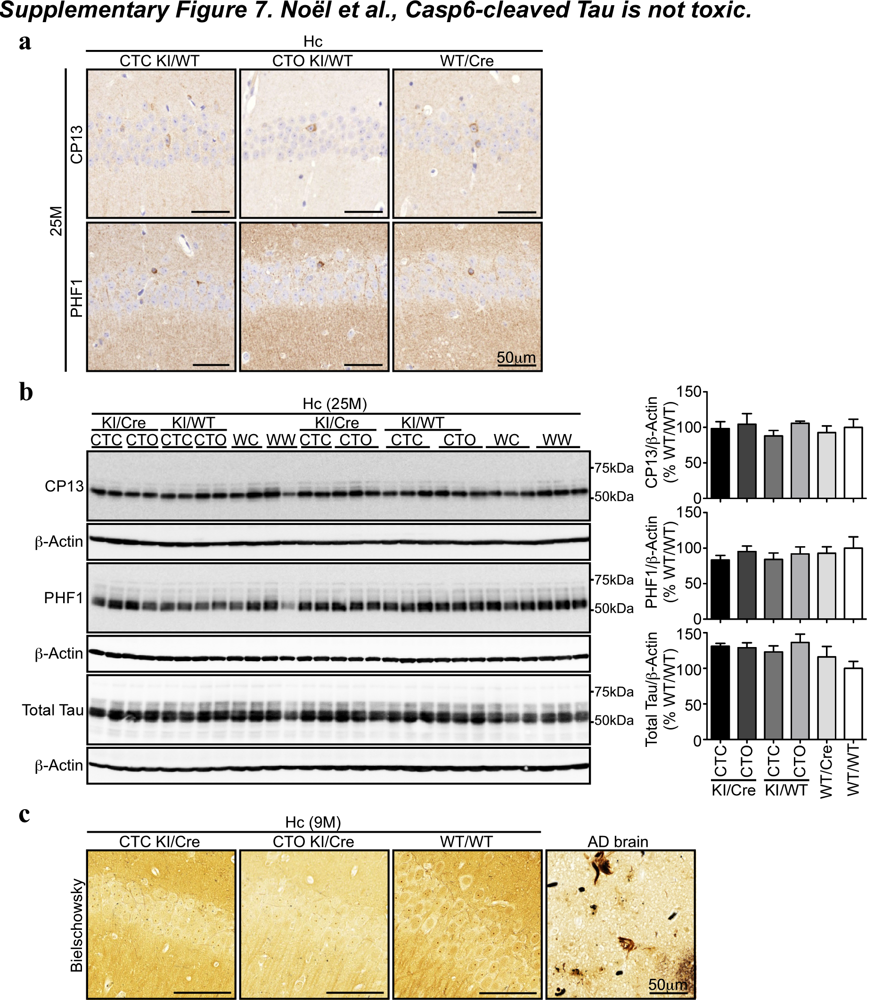 Supplementary Figure 7. Noël et al., Casp6-cleaved Tau is not toxic.
a
Hc
CTC KI/WT CTO KI/WT WT/Cre
25M
CP13
PHF1
50μm
b
Hc (25M)
KI/Cre KI/WT KI/Cre KI/WT
CTC CTO CTC CTO WC WW CTC CTO CTC CTO WC WW
CP13
75kDa
50kDa
β-Actin
PHF1
75kDa
50kDa
β-Actin
Total Tau
75kDa
50kDa
β-Actin
CP13/β-Actin
(% WT/WT)
150
100
50
0
PHF1/β-Actin
(% WT/WT)
150
100
50
0
Total Tau/β-Actin
(% WT/WT)
150
100
50
0
CTC CTO CTC CTO WT/Cre WT/WT
KI/Cre KI/WT
c
Hc (9M)
CTC KI/Cre CTO KI/Cre WT/WT AD brain
Bielschowsky
50μm